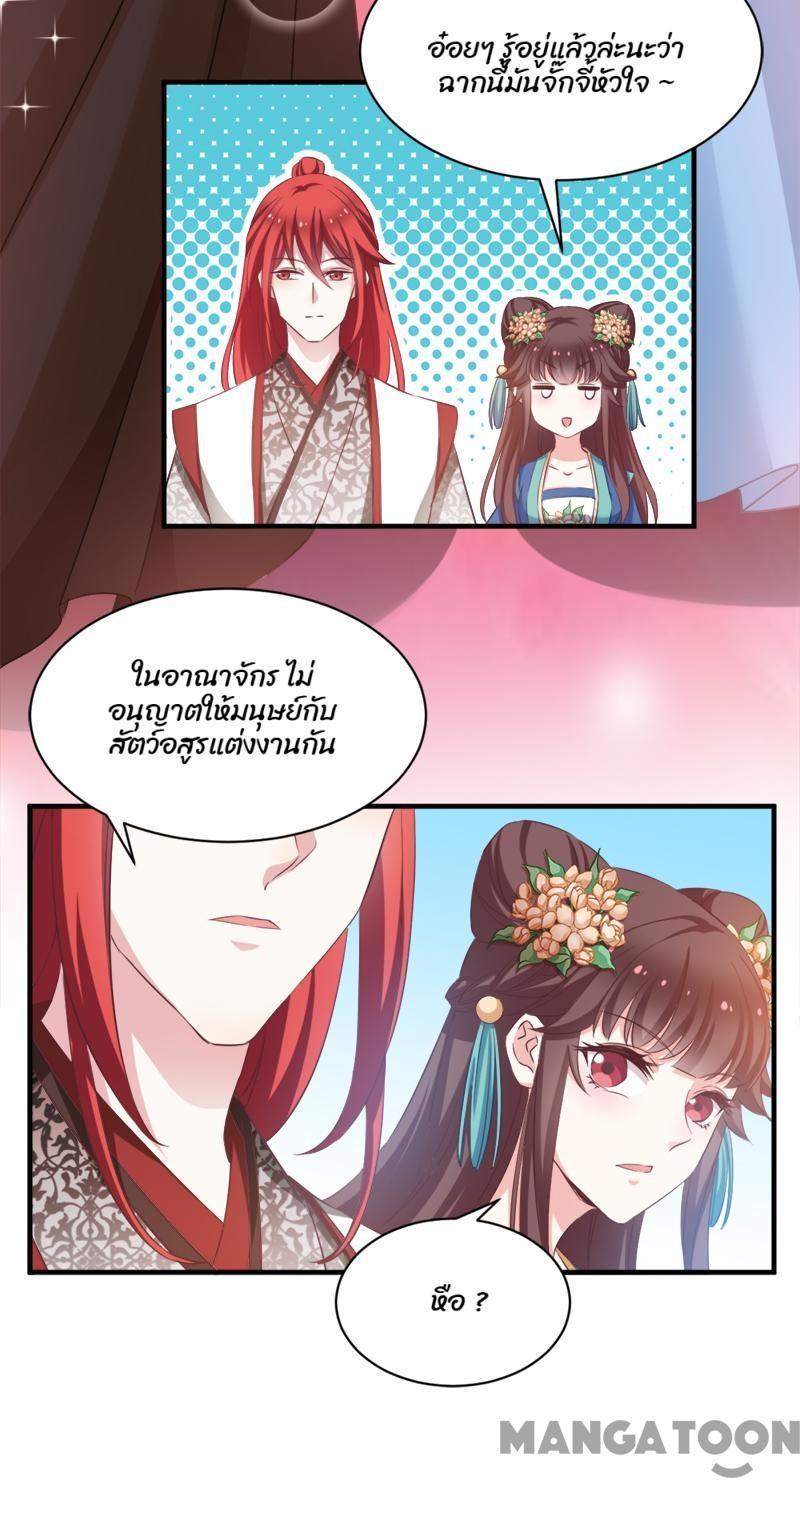 อ๋อยๆ รู้อยู่แล้วล่ะนะว่า
ฉากนี้มันจั๊กจี้หัวใจ ~
ในอาณาจักร ไม่
อนุญาตให้มนุษย์กับ
สัตว์อสูรแต่งงานกัน
หือ ?
MANGATOON